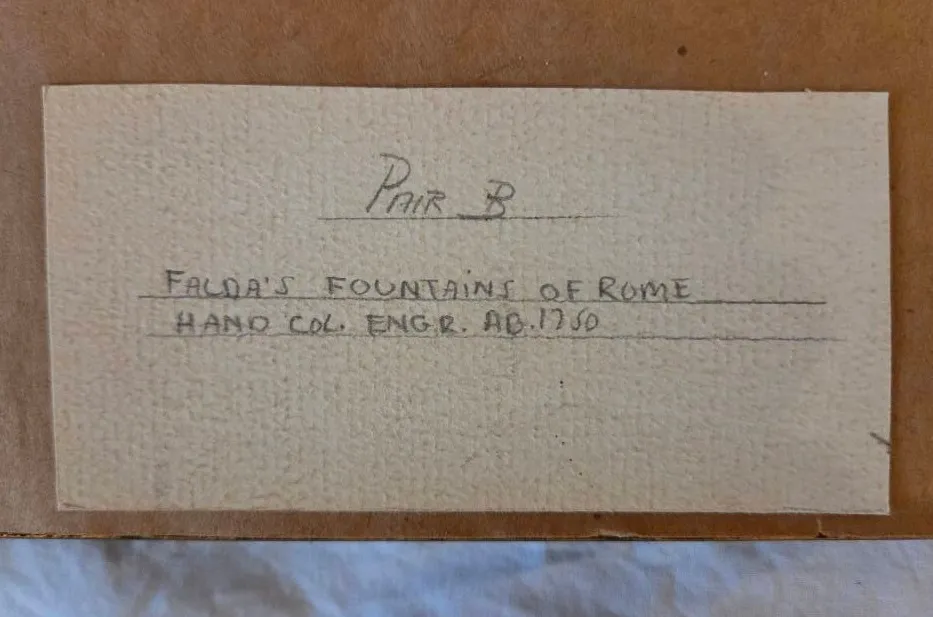 PAIR B
FALDA'S FOUNTAINS OF ROME
HAND COL. ENGR. AB. 1750